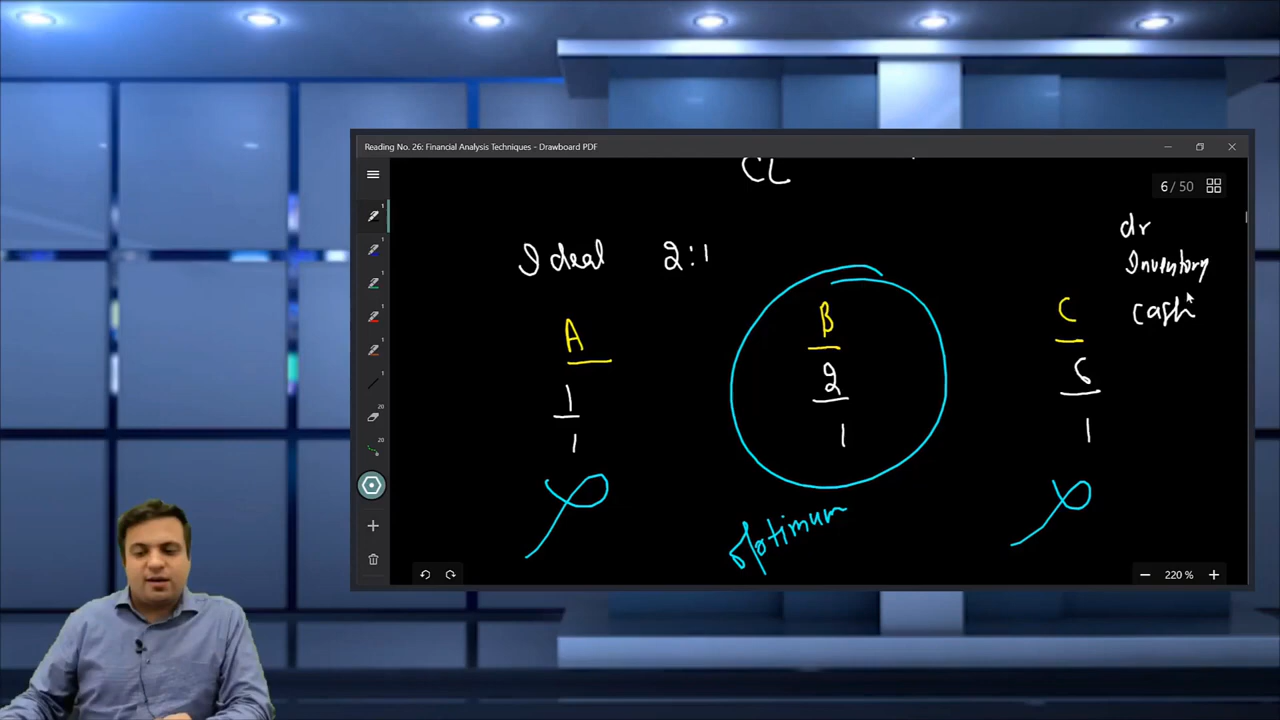 Reading No. 26: Financial Analysis Techniques - Drawboard PDF
6 / 50
CL
dr
Inventory
cash
Ideal 2:1
A
1
1
B
2
1
C
6
1
optimum
220 %